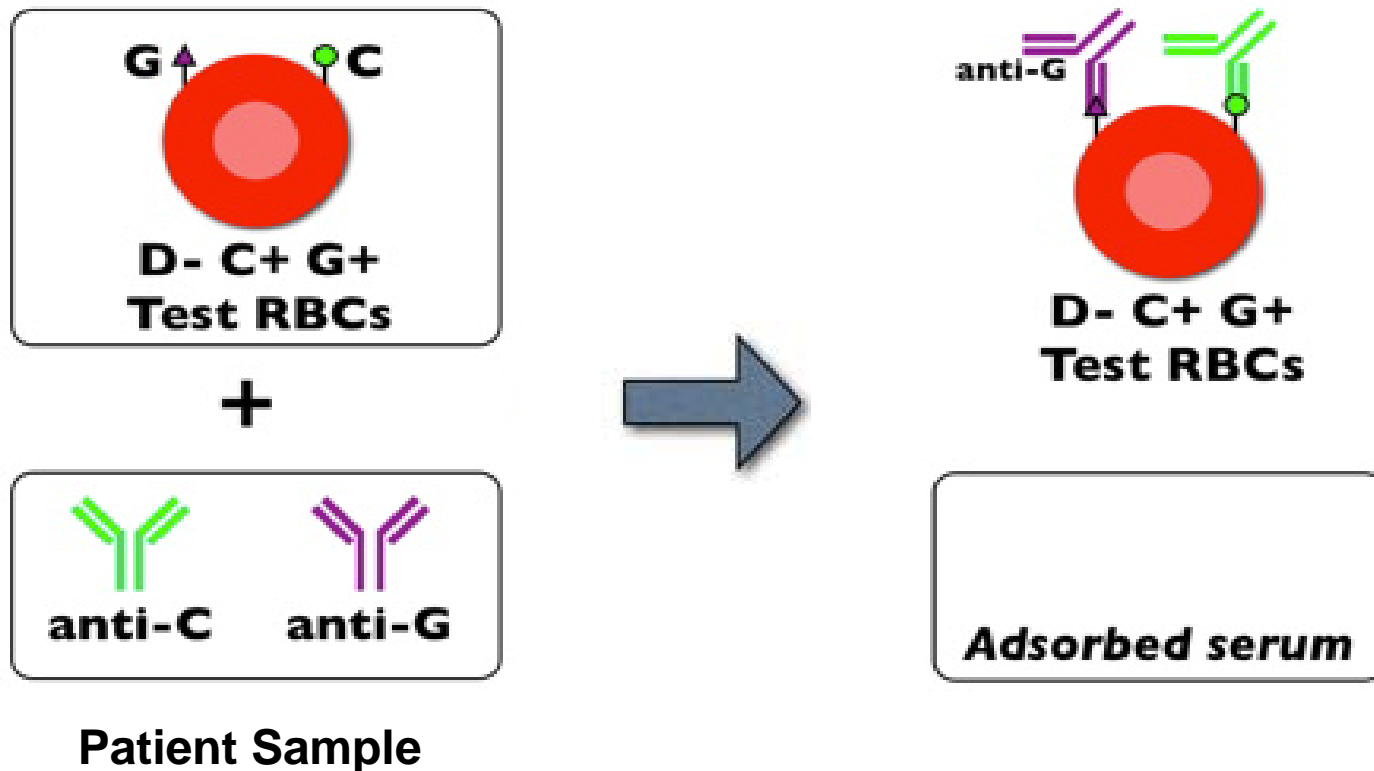 G C
D- C+ G+
Test RBCs
+
anti-C anti-G
Patient Sample
anti-G
D- C+ G+
Test RBCs
Adsorbed serum